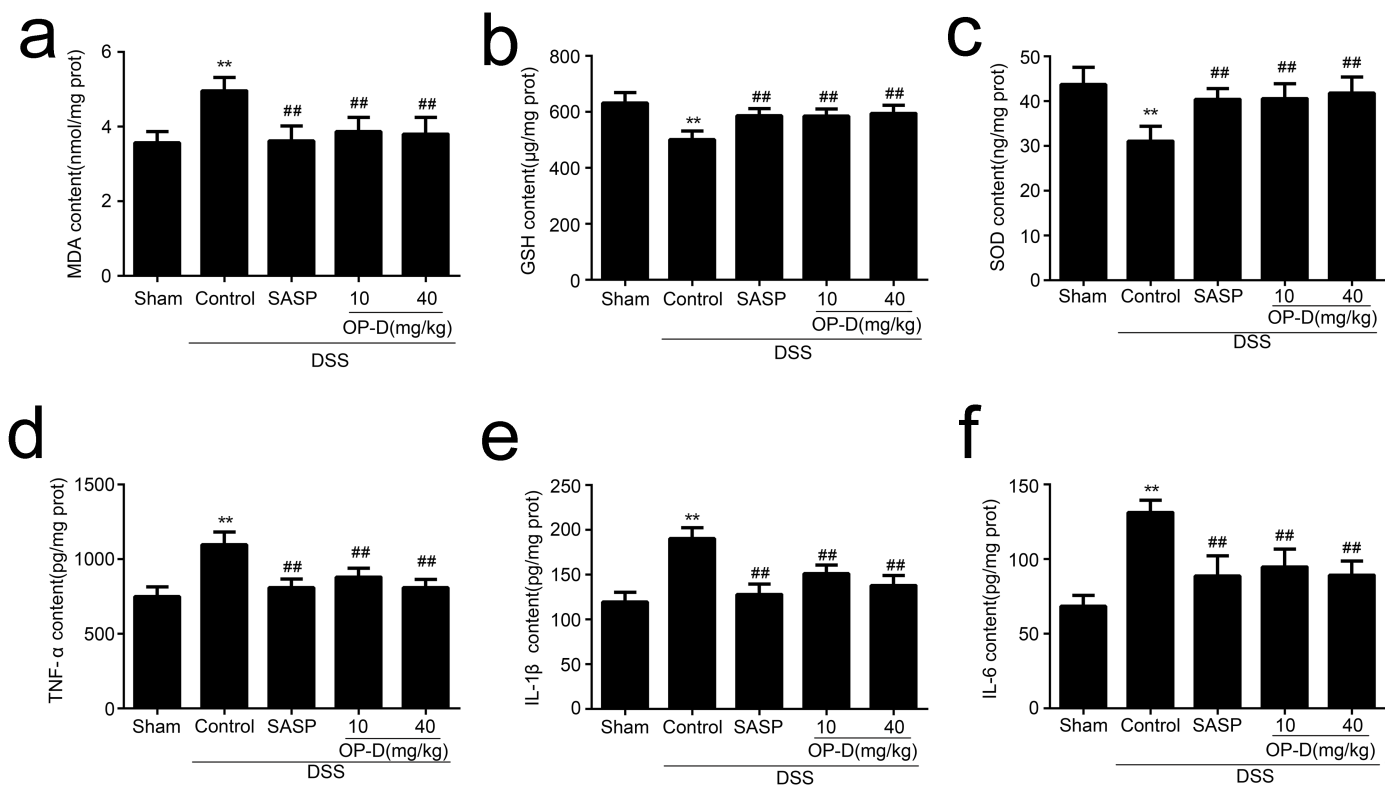 a
MDA content(nmol/mg prot)
6
4
2
0
**
##
##
##
Sham Control SASP 10 40
OP-D(mg/kg)
DSS
b
GSH content(μg/mg prot)
800
600
400
200
0
**
##
##
##
Sham Control SASP 10 40
OP-D(mg/kg)
DSS
c
SOD content(ng/mg prot)
50
40
30
20
10
0
**
##
##
##
Sham Control SASP 10 40
OP-D(mg/kg)
DSS
d
TNF- α content(pg/mg prot)
1500
1000
500
0
**
##
##
##
Sham Control SASP 10 40
OP-D(mg/kg)
DSS
e
IL-1β content(pg/mg prot)
250
200
150
100
50
0
**
##
##
##
Sham Control SASP 10 40
OP-D(mg/kg)
DSS
f
IL-6 content(pg/mg prot)
150
100
50
0
**
##
##
##
Sham Control SASP 10 40
OP-D(mg/kg)
DSS